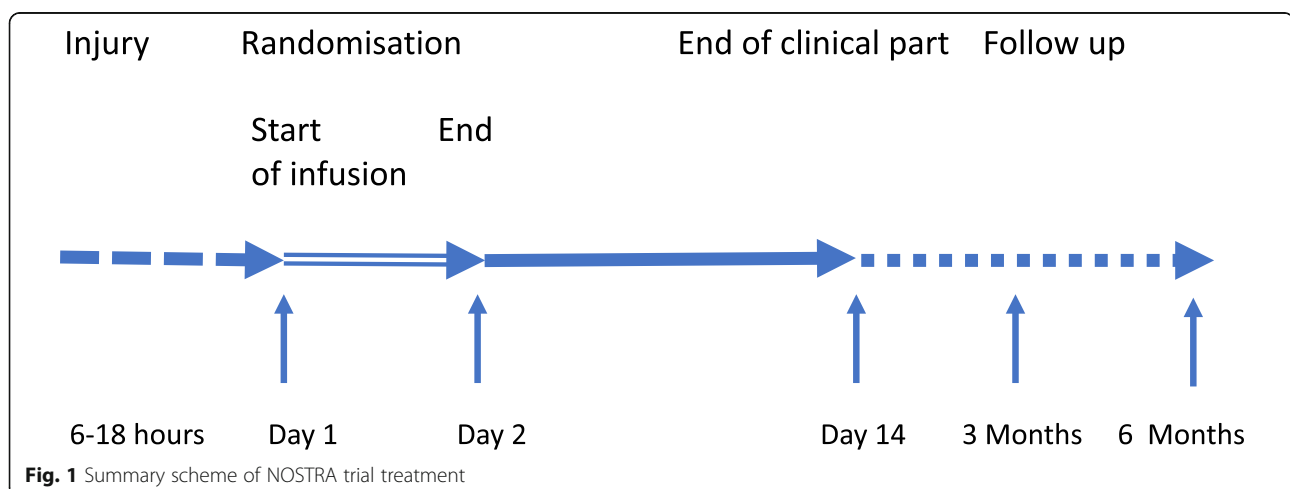 Injury Randomisation End of clinical part Follow up
Start End
of infusion
6-18 hours Day 1 Day 2 Day 14 3 Months 6 Months
Fig. 1 Summary scheme of NOSTRA trial treatment